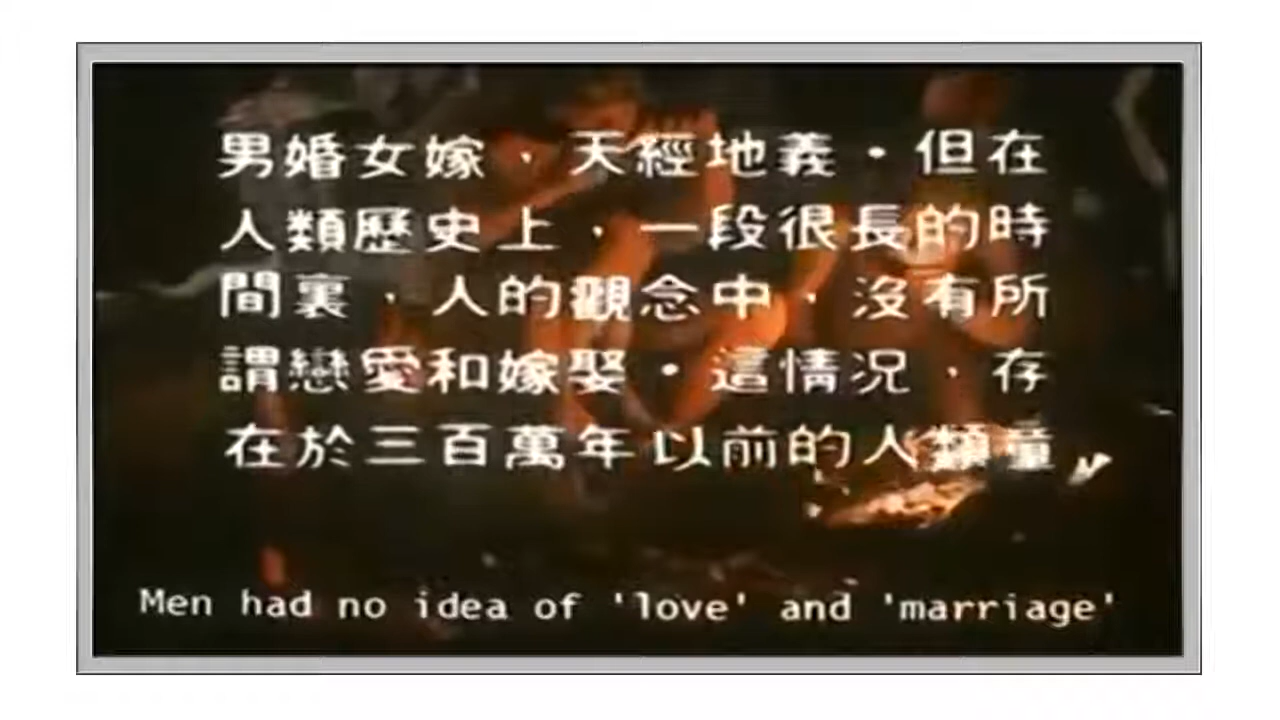 男婚女嫁，天經地義。但在
人類歷史上，一段很長的時
間裏，人的觀念中，沒有所
謂戀愛和嫁娶。這情况，存
在於三百萬年以前的人類童
Men had no idea of 'love' and 'marriage'